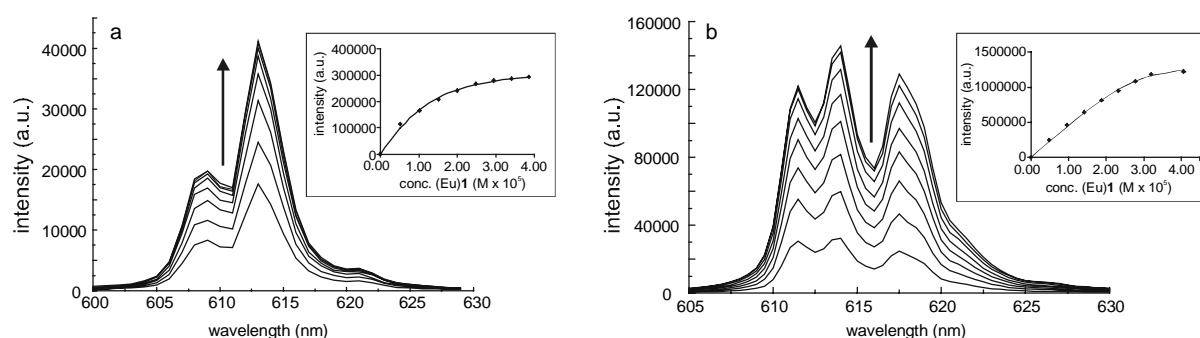 a
intensity (a.u.)
40000
30000
20000
10000
0
600 605 610 615 620 625 630
wavelength (nm)
intensity (a.u.)
400000
300000
200000
100000
0
0.00 1.00 2.00 3.00 4.00
conc. (Eu)1 (M x 10⁵)
b
intensity (a.u.)
160000
120000
80000
40000
0
605 610 615 620 625 630
wavelength (nm)
intensity (a.u.)
1500000
1000000
500000
0
0.00 1.00 2.00 3.00 4.00
conc. (Eu)1 (M x 10⁵)